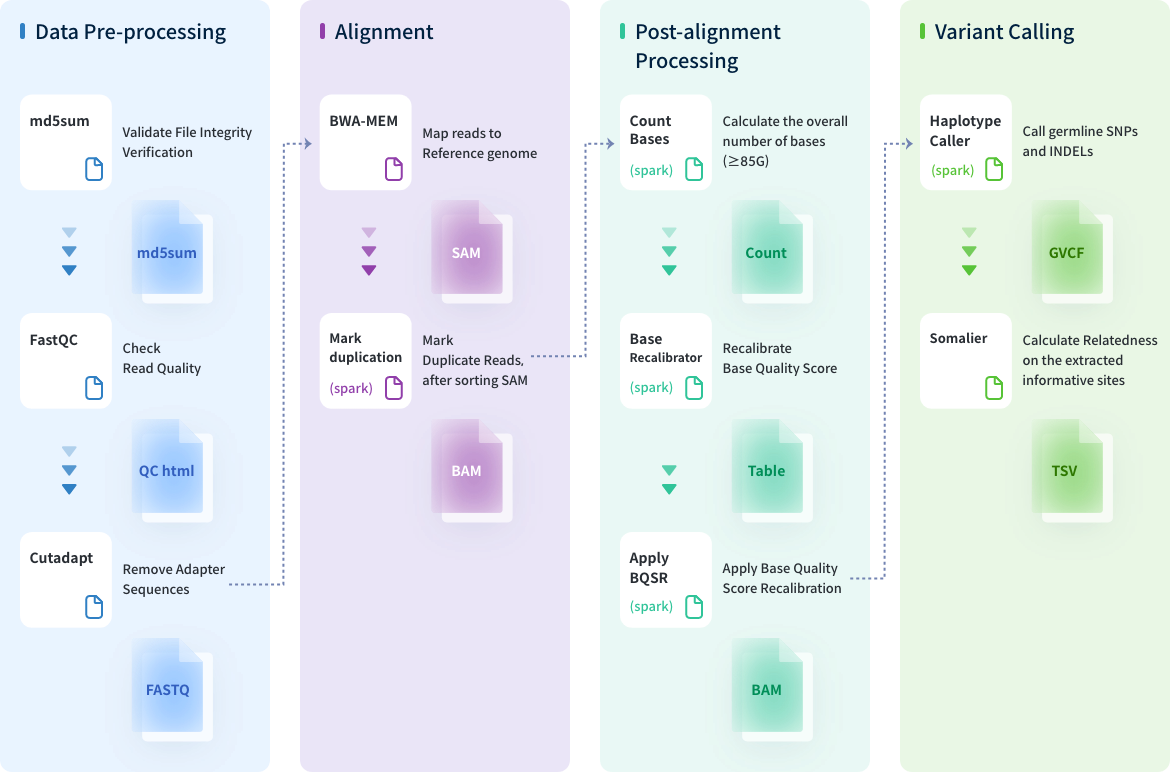 Data Pre-processing
md5sum
Validate File Integrity
Verification
md5sum
FastQC
Check
Read Quality
QC html
Cutadapt
Remove Adapter
Sequences
FASTQ
Alignment
BWA-MEM
Map reads to
Reference genome
SAM
Mark
duplication
(spark)
Mark
Duplicate Reads,
after sorting SAM
BAM
Post-alignment
Processing
Count
Bases
(spark)
Calculate the overall
number of bases
(≥85G)
Count
Base
Recalibrator
(spark)
Recalibrate
Base Quality Score
Table
Apply
BQSR
(spark)
Apply Base Quality
Score Recalibration
BAM
Variant Calling
Haplotype
Caller
(spark)
Call germline SNPs
and INDELs
GVCF
Somalier
Calculate Relatedness
on the extracted
informative sites
TSV